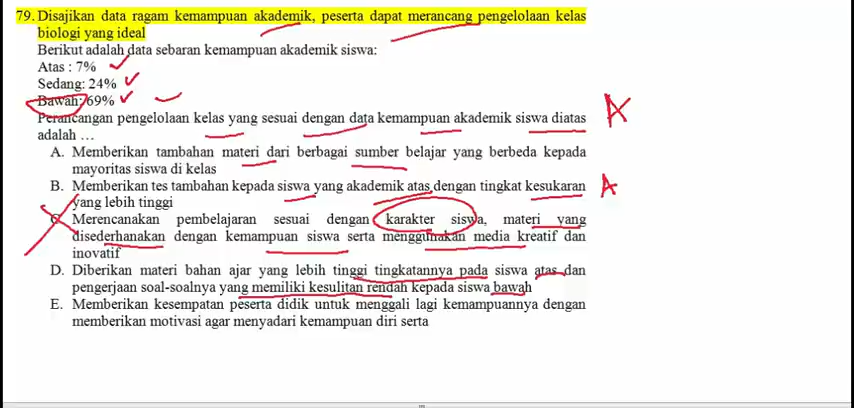 79. Disajikan data ragam kemampuan akademik, peserta dapat merancang pengelolaan kelas
biologi yang ideal
Berikut adalah data sebaran kemampuan akademik siswa:
Atas : 7%
Sedang: 24%
Bawah: 69%
Perancangan pengelolaan kelas yang sesuai dengan data kemampuan akademik siswa diatas
adalah …
A. Memberikan tambahan materi dari berbagai sumber belajar yang berbeda kepada
mayoritas siswa di kelas
B. Memberikan tes tambahan kepada siswa yang akademik atas dengan tingkat kesukaran
yang lebih tinggi
C. Merencanakan pembelajaran sesuai dengan karakter siswa, materi yang
disederhanakan dengan kemampuan siswa serta menggunakan media kreatif dan
inovatif
D. Diberikan materi bahan ajar yang lebih tinggi tingkatannya pada siswa atas dan
pengerjaan soal-soalnya yang memiliki kesulitan rendah kepada siswa bawah
E. Memberikan kesempatan peserta didik untuk menggali lagi kemampuannya dengan
memberikan motivasi agar menyadari kemampuan diri serta